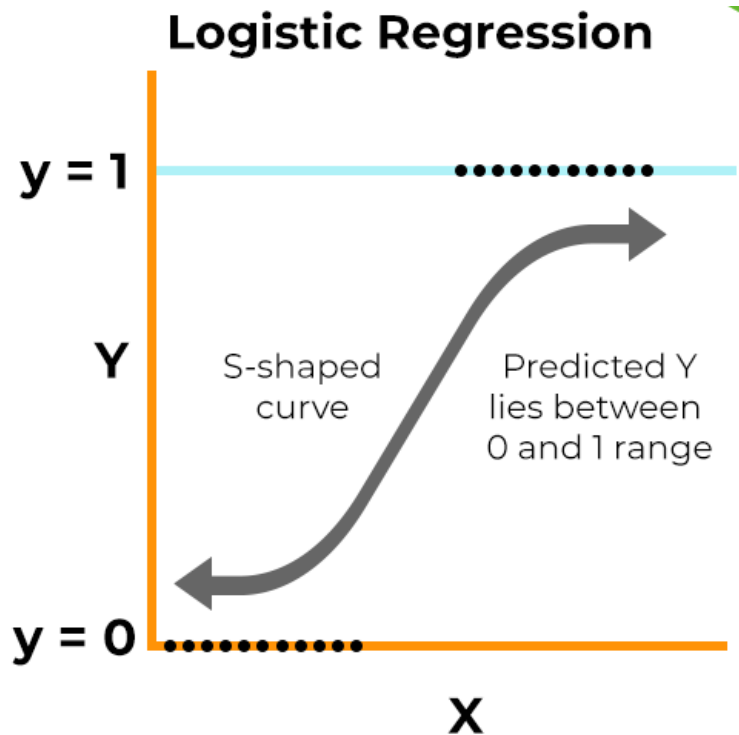 Logistic Regression
y = 1
Y
S-shaped
curve
Predicted Y
lies between
0 and 1 range
y = 0
X